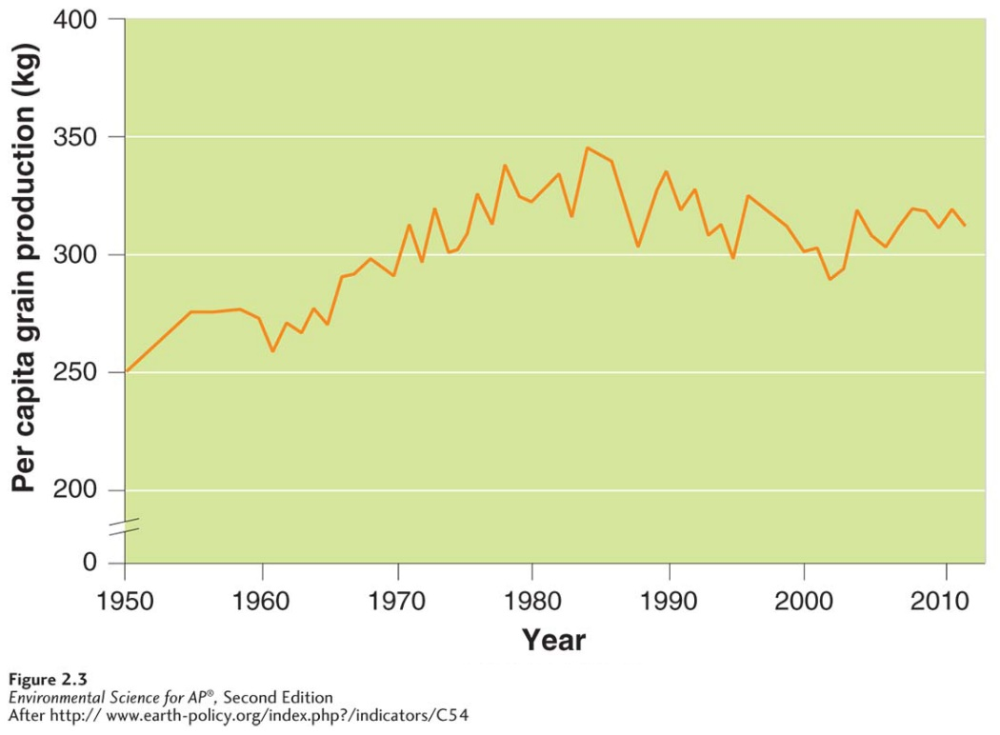 Per capita grain production (kg)
400
350
300
250
200
0
1950 1960 1970 1980 1990 2000 2010
Year
Figure 2.3
Environmental Science for AP®, Second Edition
After http:// www.earth-policy.org/index.php?/indicators/C54